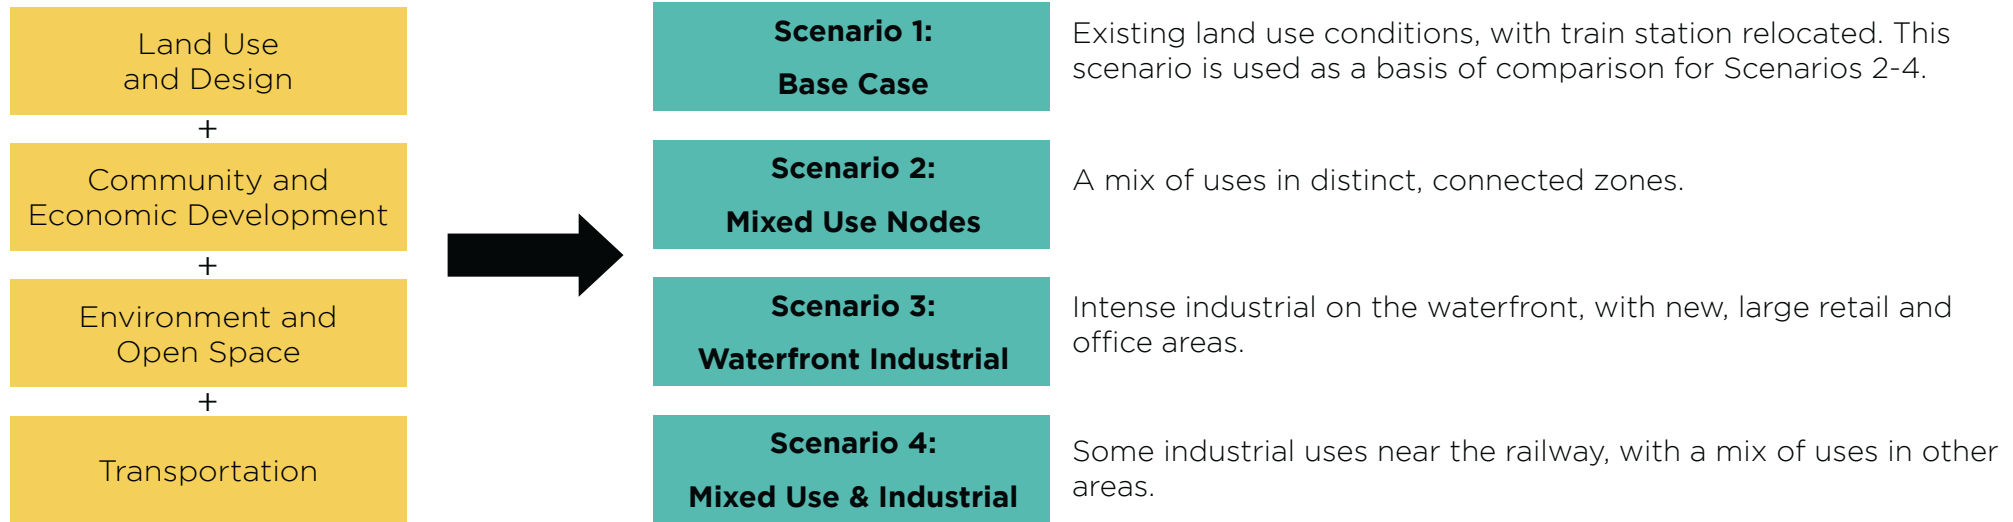 Land Use
and Design
+
Community and
Economic Development
+
Environment and
Open Space
+
Transportation
Scenario 1:
Base Case
Existing land use conditions, with train station relocated. This
scenario is used as a basis of comparison for Scenarios 2-4.
Scenario 2:
Mixed Use Nodes
A mix of uses in distinct, connected zones.
Scenario 3:
Waterfront Industrial
Intense industrial on the waterfront, with new, large retail and
office areas.
Scenario 4:
Mixed Use & Industrial
Some industrial uses near the railway, with a mix of uses in other
areas.